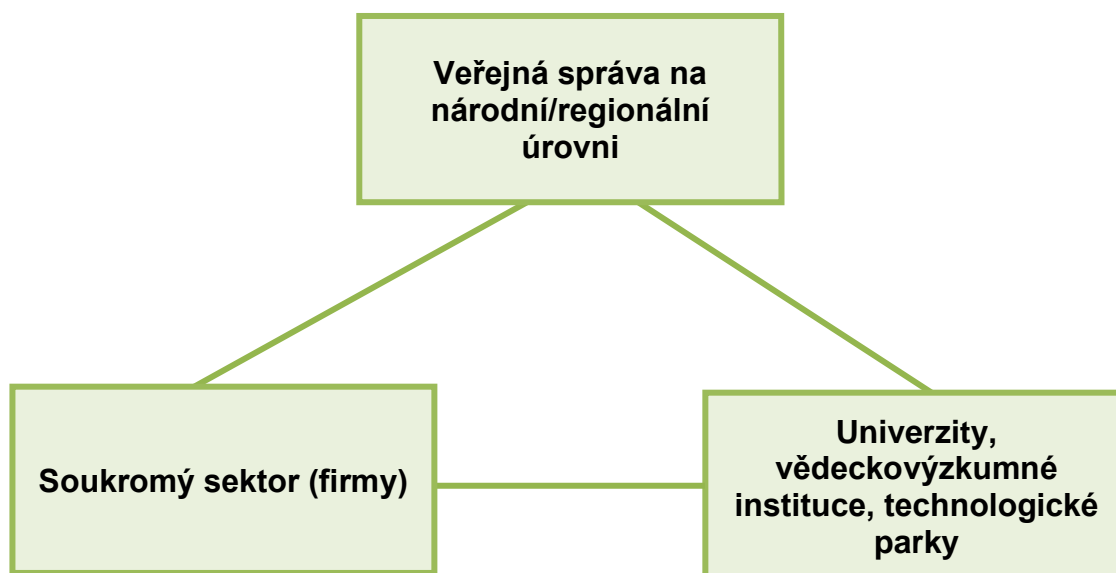 Veřejná správa na
národní/regionální
úrovni
Soukromý sektor (firmy)
Univerzity,
vědeckovýzkumné
instituce, technologické
parky